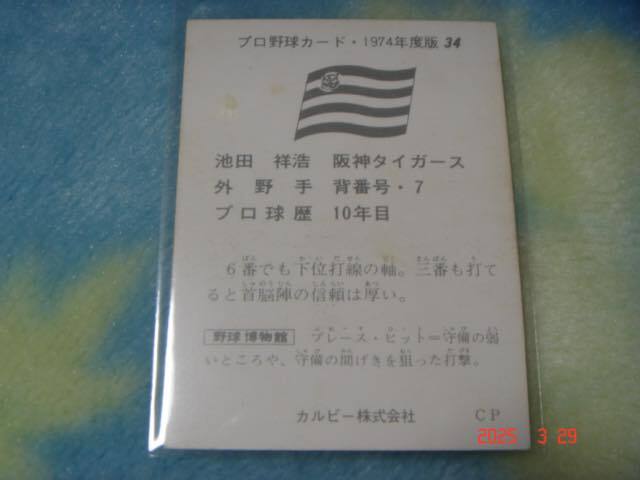 プロ野球カード・1974年度版 34
池田 祥浩 阪神タイガース
外野手 背番号・7
プロ球歴 10年目
6番でも下位打線の軸。三番も打て
ると首脳陣の信頼は厚い。
野球博物館 プレース・ヒット=守備の弱
いところや、守備の間げきを狙った打撃。
カルビー株式会社 CP
2025 3 29